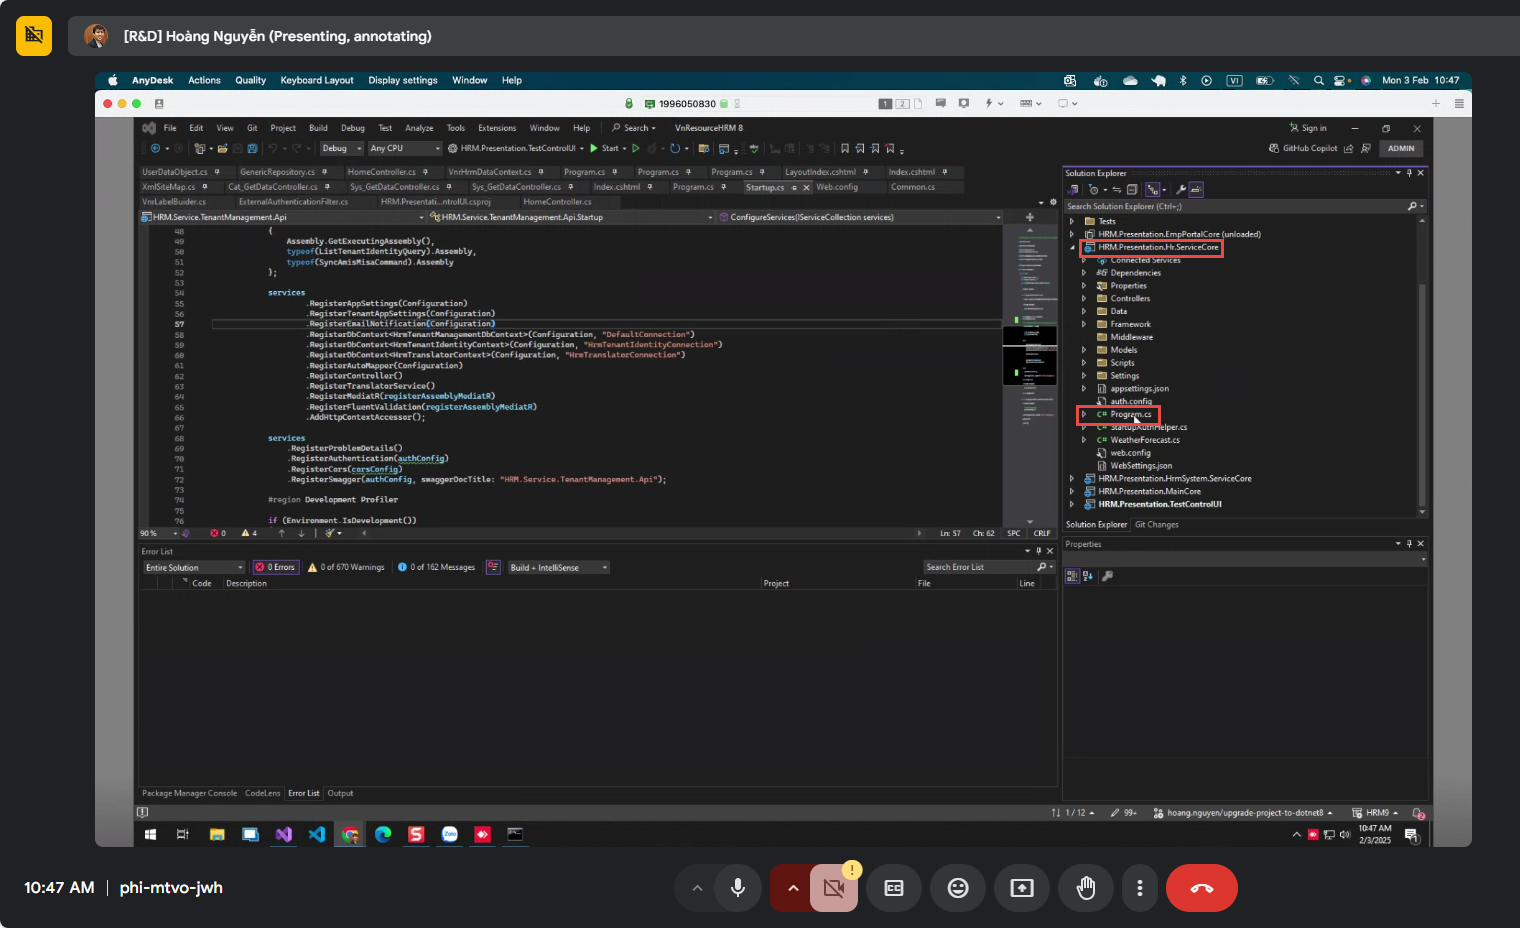 [R&D] Hoàng Nguyễn (Presenting, annotating)
AnyDesk Actions Quality Keyboard Layout Display settings Window Help
VI Mon 3 Feb 10:47
1996050830
1 2
File Edit View Git Project Build Debug Test Analyze Tools Extensions Window Help Search VnResourceHRM 8 Sign in
Debug Any CPU HRM.Presentation.TestControlUI Start GitHub Copilot ADMIN
UserDataObject.cs GenericRepository.cs HomeController.cs VnrHrmDataContext.cs Program.cs Program.cs Program.cs LayoutIndex.cshtml Index.cshtml
XmlSiteMap.cs Cat_GetDataController.cs Sys_GetDataController.cs Sys_GetDataController.cs Index.cshtml Program.cs Startup.cs Web.config Common.cs
VnrLabelBuider.cs ExternalAuthenticationFilter.cs HRM.Presentati...ntrolUI.csproj HomeController.cs
HRM.Service.TenantManagement.Api HRM.Service.TenantManagement.Api.Startup ConfigureServices(IServiceCollection services)
48 {
49 Assembly.GetExecutingAssembly(),
50 typeof(ListTenantIdentityQuery).Assembly,
51 typeof(SyncAmisMisaCommand).Assembly
52 };
53
54 services
55 .RegisterAppSettings(Configuration)
56 .RegisterTenantAppSettings(Configuration)
57 .RegisterEmailNotification(Configuration)
58 .RegisterDbContext<HrmTenantManagementDbContext>(Configuration, "DefaultConnection")
59 .RegisterDbContext<HrmTenantIdentityContext>(Configuration, "HrmTenantIdentityConnection")
60 .RegisterDbContext<HrmTranslatorContext>(Configuration, "HrmTranslatorConnection")
61 .RegisterAutoMapper(Configuration)
62 .RegisterController()
63 .RegisterTranslatorService()
64 .RegisterMediatR(registerAssemblyMediatR)
65 .RegisterFluentValidation(registerAssemblyMediatR)
66 .AddHttpContextAccessor();
67
68 services
69 .RegisterProblemDetails()
70 .RegisterAuthentication(authConfig)
71 .RegisterCors(corsConfig)
72 .RegisterSwagger(authConfig, swaggerDocTitle: "HRM.Service.TenantManagement.Api");
73
74 #region Development Profiler
75
76 if (Environment.IsDevelopment())
90 % 0 4 Ln: 57 Ch: 62 SPC CRLF
Solution Explorer
Search Solution Explorer (Ctrl+;)
Tests
HRM.Presentation.EmpPortalCore (unloaded)
HRM.Presentation.Hr.ServiceCore
Connected Services
Dependencies
Properties
Controllers
Data
Framework
Middleware
Models
Scripts
Settings
appsettings.json
auth.config
C# Program.cs
C# StartupAuthHelper.cs
C# WeatherForecast.cs
web.config
WebSettings.json
HRM.Presentation.HrmSystem.ServiceCore
HRM.Presentation.MainCore
HRM.Presentation.TestControlUI
Solution Explorer Git Changes
Properties
Error List
Entire Solution 0 Errors 0 of 670 Warnings 0 of 162 Messages Build + IntelliSense Search Error List
Code Description Project File Line
Package Manager Console CodeLens Error List Output
1 / 12 99+ hoang.nguyen/upgrade-project-to-dotnet8 HRM9 2
Zalo 10:47 AM
2/3/2025 1
10:47 AM | phi-mtvo-jwh